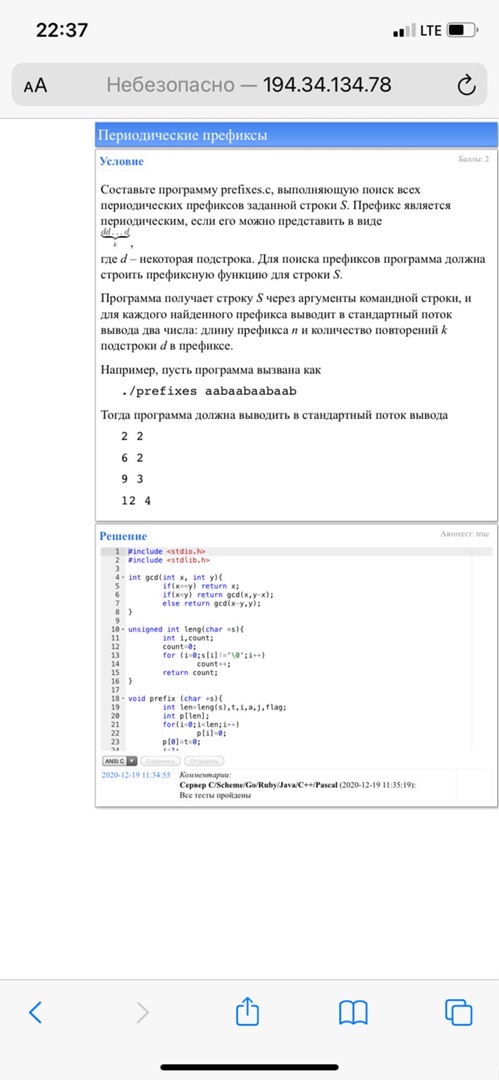 22:37
LTE
AA
Небезопасно — 194.34.134.78
Периодические префиксы
Условие
Баллы: 2
Составьте программу prefixes.c, выполняющую поиск всех
периодических префиксов заданной строки S. Префикс является
периодическим, если его можно представить в виде
dd . . . d,
k
где d – некоторая подстрока. Для поиска префиксов программа должна
строить префиксную функцию для строки S.
Программа получает строку S через аргументы командной строки, и
для каждого найденного префикса выводит в стандартный поток
вывода два числа: длину префикса n и количество повторений k
подстроки d в префиксе.
Например, пусть программа вызвана как
./prefixes aabaabaabaab
Тогда программа должна выводить в стандартный поток вывода
2 2
6 2
9 3
12 4
Решение
Автотест: true
1 #include <stdio.h>
2 #include <stdlib.h>
3
4 int gcd(int x, int y){
5 if(x==y) return x;
6 if(x<y) return gcd(x,y-x);
7 else return gcd(x-y,y);
8 }
9
10 unsigned int leng(char *s){
11 int i,count;
12 count=0;
13 for (i=0;s[i]!='\0';i++)
14 count++;
15 return count;
16 }
17
18 void prefix (char *s){
19 int len=leng(s),t,i,a,j,flag;
20 int p[len];
21 for(i=0;i<len;i++)
22 p[i]=0;
23 p[0]=t=0;
24 i=1;
ANSI C
Сохранить
Отправить
2020-12-19 11:34:55
Комментарии:
Сервер C/Scheme/Go/Ruby/Java/C++/Pascal (2020-12-19 11:35:19):
Все тесты пройдены